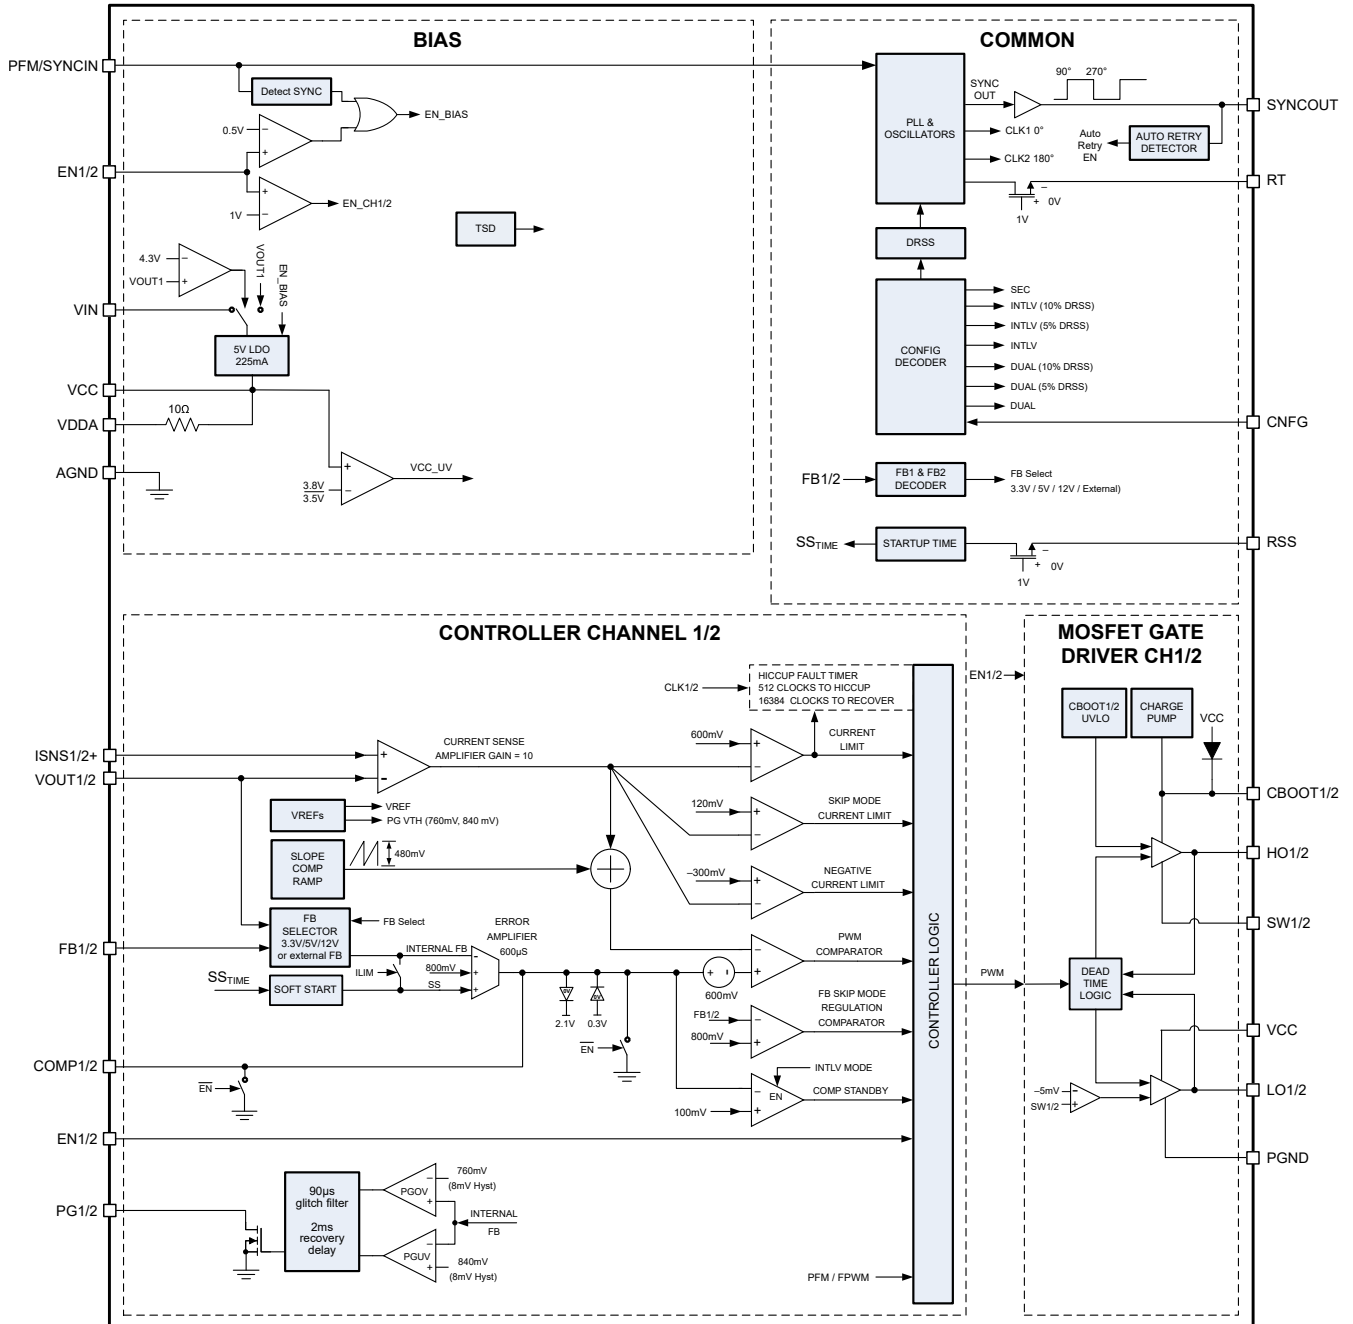 BIAS
COMMON
PFM/SYNCIN
Detect SYNC
EN_BIAS
0.5V
−
+
EN1/2
+
−
1V
EN_CH1/2
TSD
4.3V
−
VOUT1
+
VOUT1
EN_BIAS
VIN
5V LDO
225mA
VCC
VDDA
10Ω
AGND
+
−
3.8V
3.5V
VCC_UV
PLL &
OSCILLATORS
SYNC
OUT
90°
270°
SYNCOUT
CLK1 0°
CLK2 180°
Auto
Retry
EN
AUTO RETRY
DETECTOR
RT
−
+
0V
1V
DRSS
CONFIG
DECODER
SEC
INTLV (10% DRSS)
INTLV (5% DRSS)
INTLV
DUAL (10% DRSS)
DUAL (5% DRSS)
DUAL
CNFG
FB1/2
FB1 & FB2
DECODER
FB Select
3.3V / 5V / 12V / External)
SSTIME
STARTUP TIME
RSS
−
+
0V
1V
CONTROLLER CHANNEL 1/2
MOSFET GATE
DRIVER CH1/2
CLK1/2
HICCUP FAULT TIMER
512 CLOCKS TO HICCUP
16384 CLOCKS TO RECOVER
EN1/2
CBOOT1/2
UVLO
CHARGE
PUMP
VCC
ISNS1/2+
VOUT1/2
+
-
CURRENT SENSE
AMPLIFIER GAIN = 10
600mV
+
−
CURRENT
LIMIT
CBOOT1/2
VREFs
VREF
PG VTH (760mV, 840 mV)
120mV
+
−
SKIP MODE
CURRENT LIMIT
SLOPE
COMP
RAMP
480mV
HO1/2
–300mV
+
−
NEGATIVE
CURRENT LIMIT
FB
SELECTOR
3.3V/5V/12V
or external FB
FB Select
ERROR
AMPLIFIER
600µS
SW1/2
FB1/2
INTERNAL FB
ILIM
800mV
SS
-
+
+
−
+
PWM
COMPARATOR
600mV
SSTIME
SOFT START
2.1V
0.3V
EN
FB1/2
−
800mV
+
FB SKIP MODE
REGULATION
COMPARATOR
CONTROLLER LOGIC
PWM
DEAD
TIME
LOGIC
VCC
COMP1/2
EN
INTLV MODE
−
EN
+
100mV
COMP STANDBY
–5mV
SW1/2
-
+
LO1/2
EN1/2
PGND
PG1/2
90µs
glitch filter
2ms
recovery
delay
PGOV
−
+
760mV
(8mV Hyst)
INTERNAL
FB
PGUV
−
+
840mV
(8mV Hyst)
PFM / FPWM